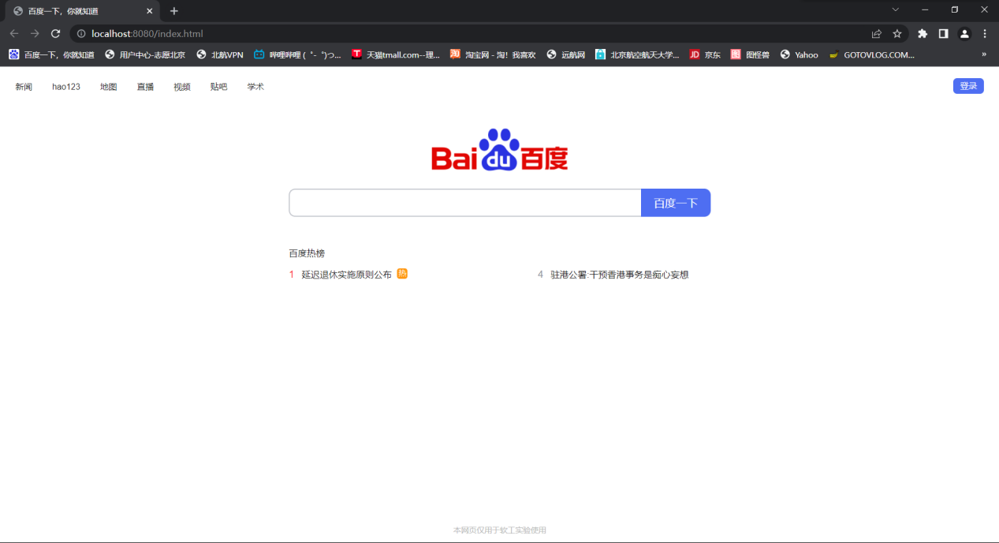 百度一下，你就知道
localhost:8080/index.html
百度一下，你就知道 用户中心-志愿北京 北航VPN 哔哩哔哩 ( ゜- ゜)つ... T 天猫tmall.com--理... 淘 淘宝网 - 淘！我喜欢 远航网 北京航空航天大学... JD 京东 图 图怪兽 Yahoo GOTOVLOG.COM... »
新闻 hao123 地图 直播 视频 贴吧 学术 登录
Bai du 百度
百度一下
百度热榜
1 延迟退休实施原则公布 热 4 驻港公署:干预香港事务是痴心妄想
本网页仅用于软工实验使用